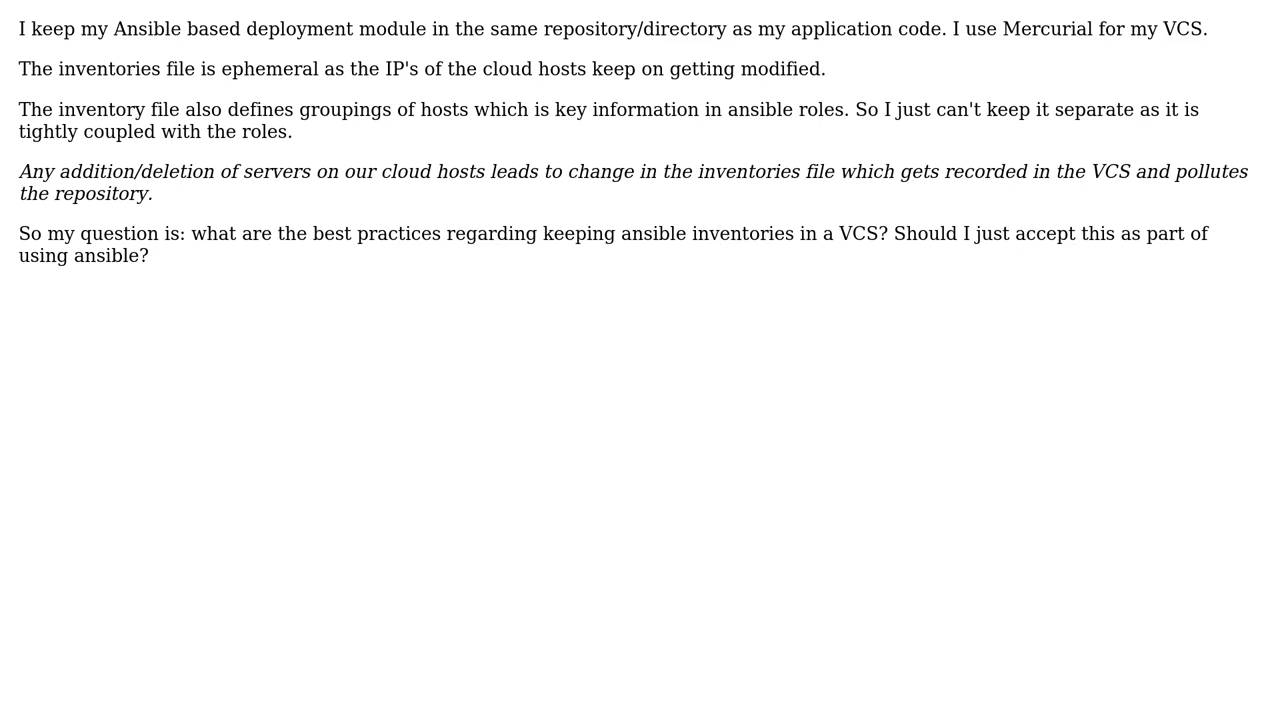 I keep my Ansible based deployment module in the same repository/directory as my application code. I use Mercurial for my VCS.
The inventories file is ephemeral as the IP's of the cloud hosts keep on getting modified.
The inventory file also defines groupings of hosts which is key information in ansible roles. So I just can't keep it separate as it is
tightly coupled with the roles.
Any addition/deletion of servers on our cloud hosts leads to change in the inventories file which gets recorded in the VCS and pollutes
the repository.
So my question is: what are the best practices regarding keeping ansible inventories in a VCS? Should I just accept this as part of
using ansible?